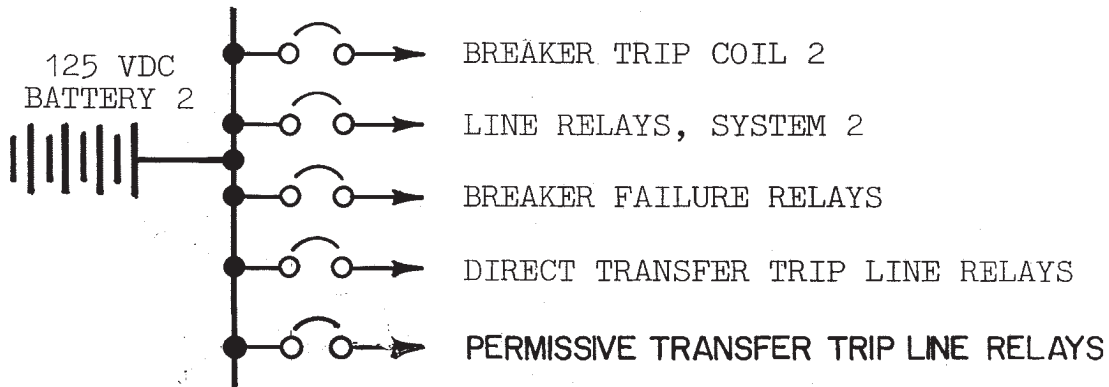 125 VDC
BATTERY 2
BREAKER TRIP COIL 2
LINE RELAYS, SYSTEM 2
BREAKER FAILURE RELAYS
DIRECT TRANSFER TRIP LINE RELAYS
PERMISSIVE TRANSFER TRIP LINE RELAYS